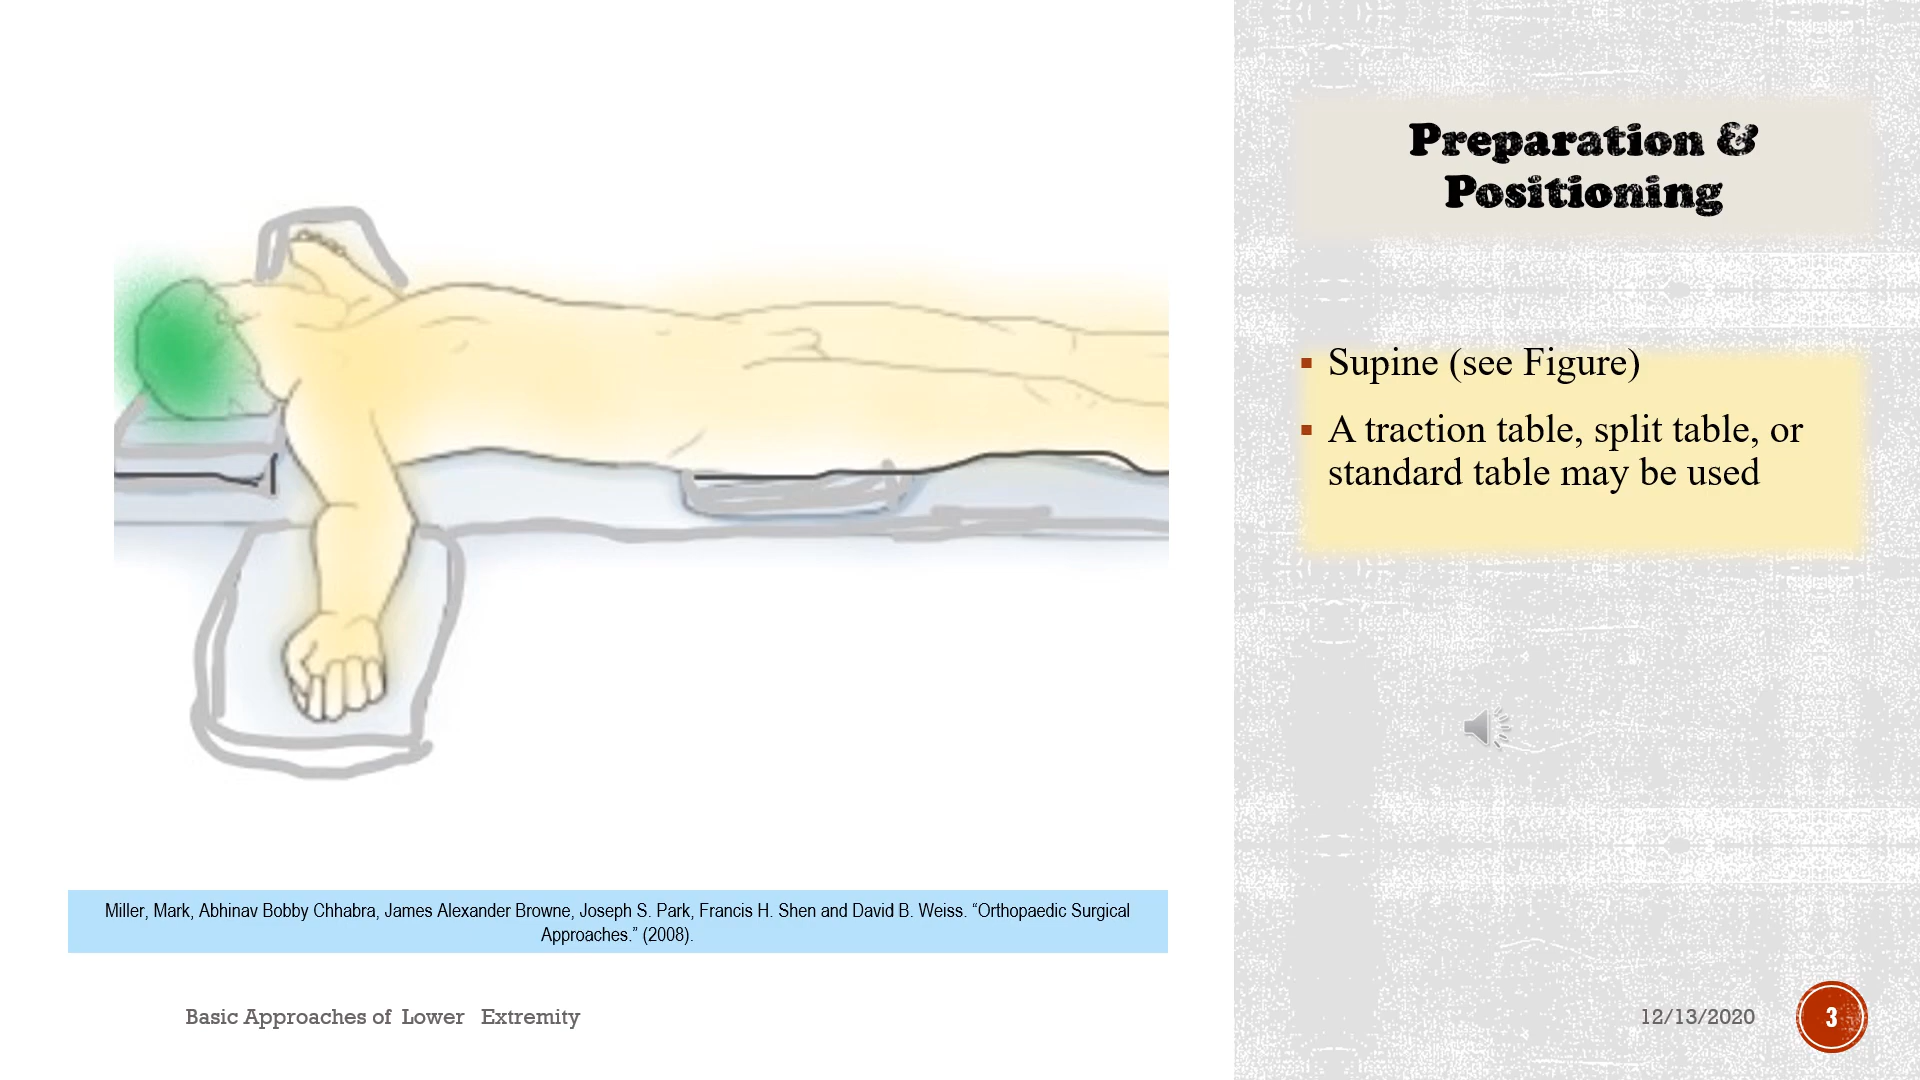 Preparation &
Positioning
▪ Supine (see Figure)
▪ A traction table, split table, or
standard table may be used
Miller, Mark, Abhinav Bobby Chhabra, James Alexander Browne, Joseph S. Park, Francis H. Shen and David B. Weiss. “Orthopaedic Surgical
Approaches.” (2008).
Basic Approaches of Lower Extremity
12/13/2020
3